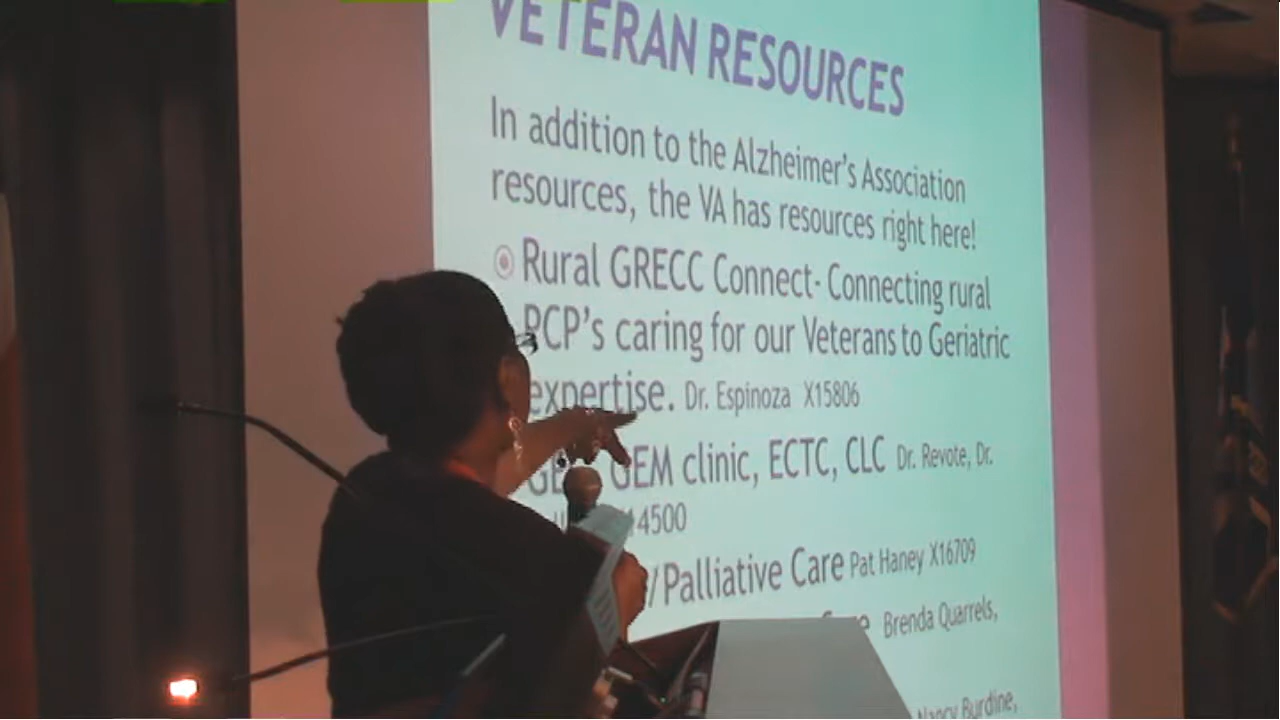 VETERAN RESOURCES
In addition to the Alzheimer's Association
resources, the VA has resources right here!
Rural GRECC Connect- Connecting rural
PCP's caring for our Veterans to Geriatric
expertise. Dr. Espinoza X15806
GEM clinic, ECTC, CLC Dr. Revote, Dr.
14500
/Palliative Care Pat Haney X16709
Brenda Quarrels,
Nancy Burdine,